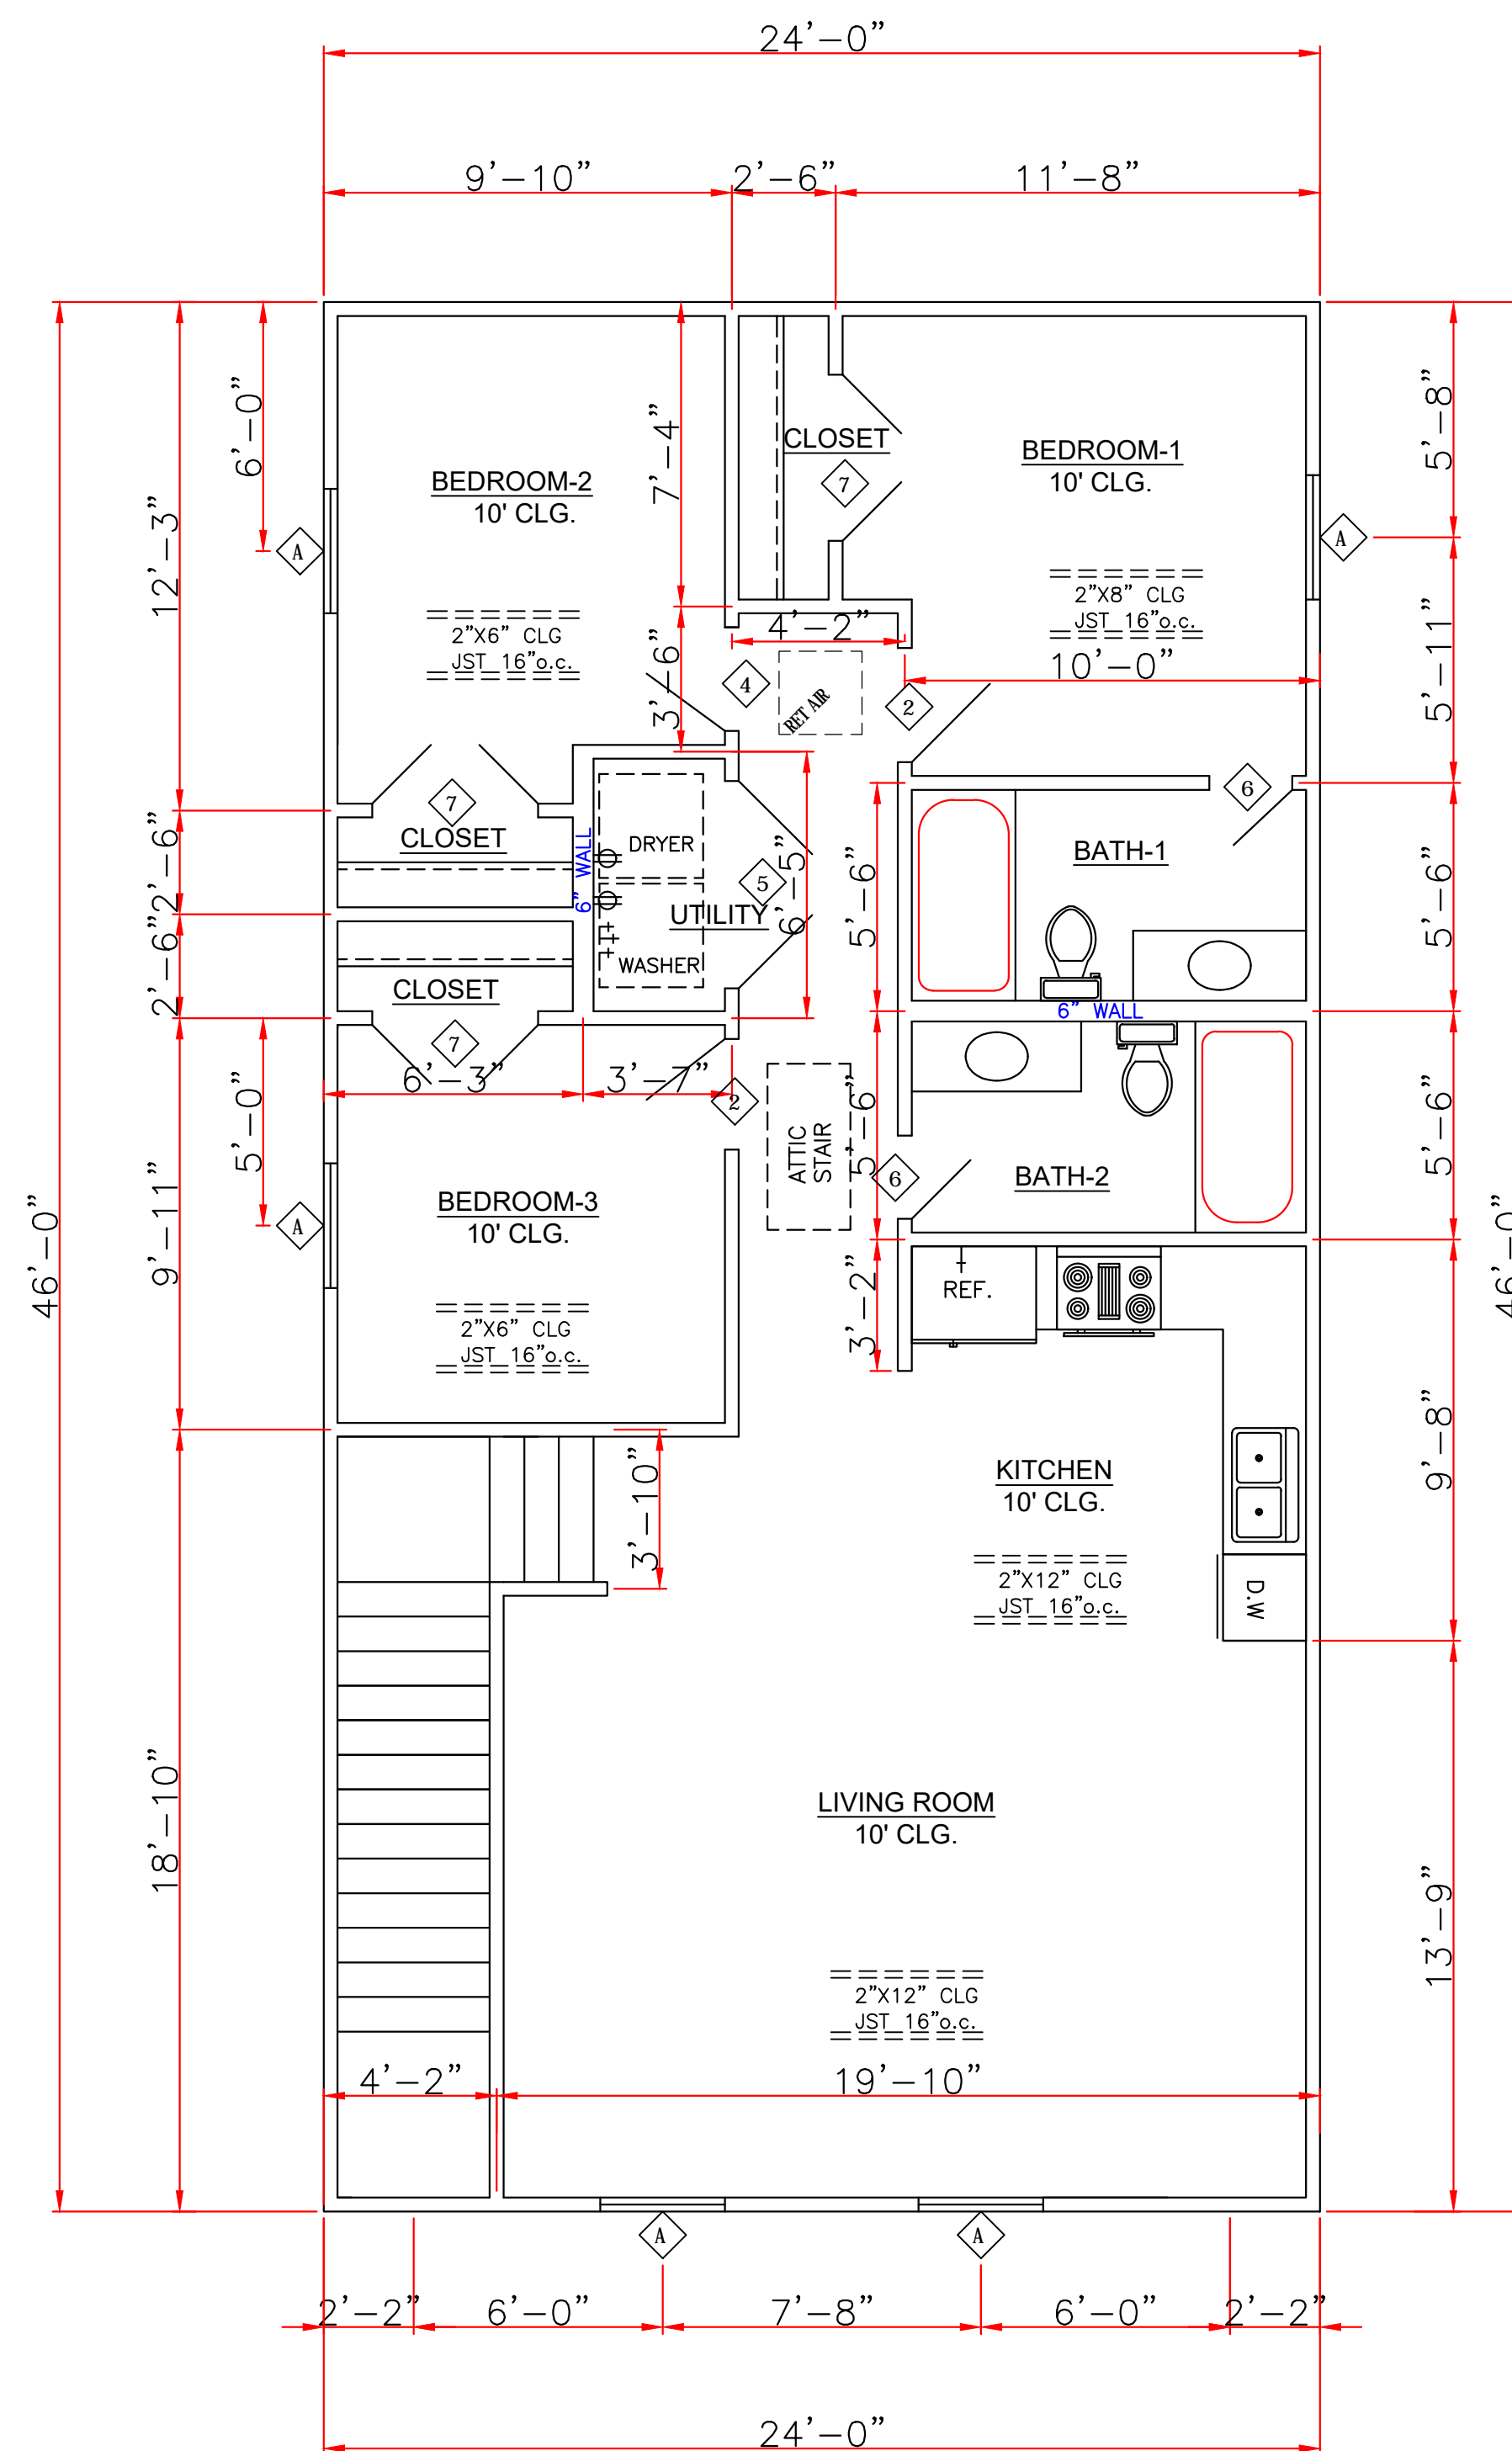 24'-0"
9'-10"
2'-6"
11'-8"
6'-0"
12'-3"
7'-4"
5'-8"
CLOSET
BEDROOM-1
10' CLG.
BEDROOM-2
10' CLG.
7
A
A
2"X8" CLG
JST 16"o.c.
2"X6" CLG
JST 16"o.c.
4'-2"
10'-0"
3'-6"
4
RET AIR
2
5'-11"
7
6
CLOSET
6" WALL
DRYER
5
6'-5"
BATH-1
2'-6"
UTILITY
5'-6"
5'-6"
WASHER
2'-6"
CLOSET
6" WALL
7
6'-3"
3'-7"
2
5'-0"
ATTIC
STAIR
5'-6"
5'-6"
6
BATH-2
BEDROOM-3
10' CLG.
A
46'-0"
46'-0"
9'-11"
REF.
3'-2"
2"X6" CLG
JST 16"o.c.
9'-8"
KITCHEN
10' CLG.
3'-10"
2"X12" CLG
JST 16"o.c.
D.W
18'-10"
LIVING ROOM
10' CLG.
13'-9"
2"X12" CLG
JST 16"o.c.
4'-2"
19'-10"
A
A
2'-2"
6'-0"
7'-8"
6'-0"
2'-2"
24'-0"